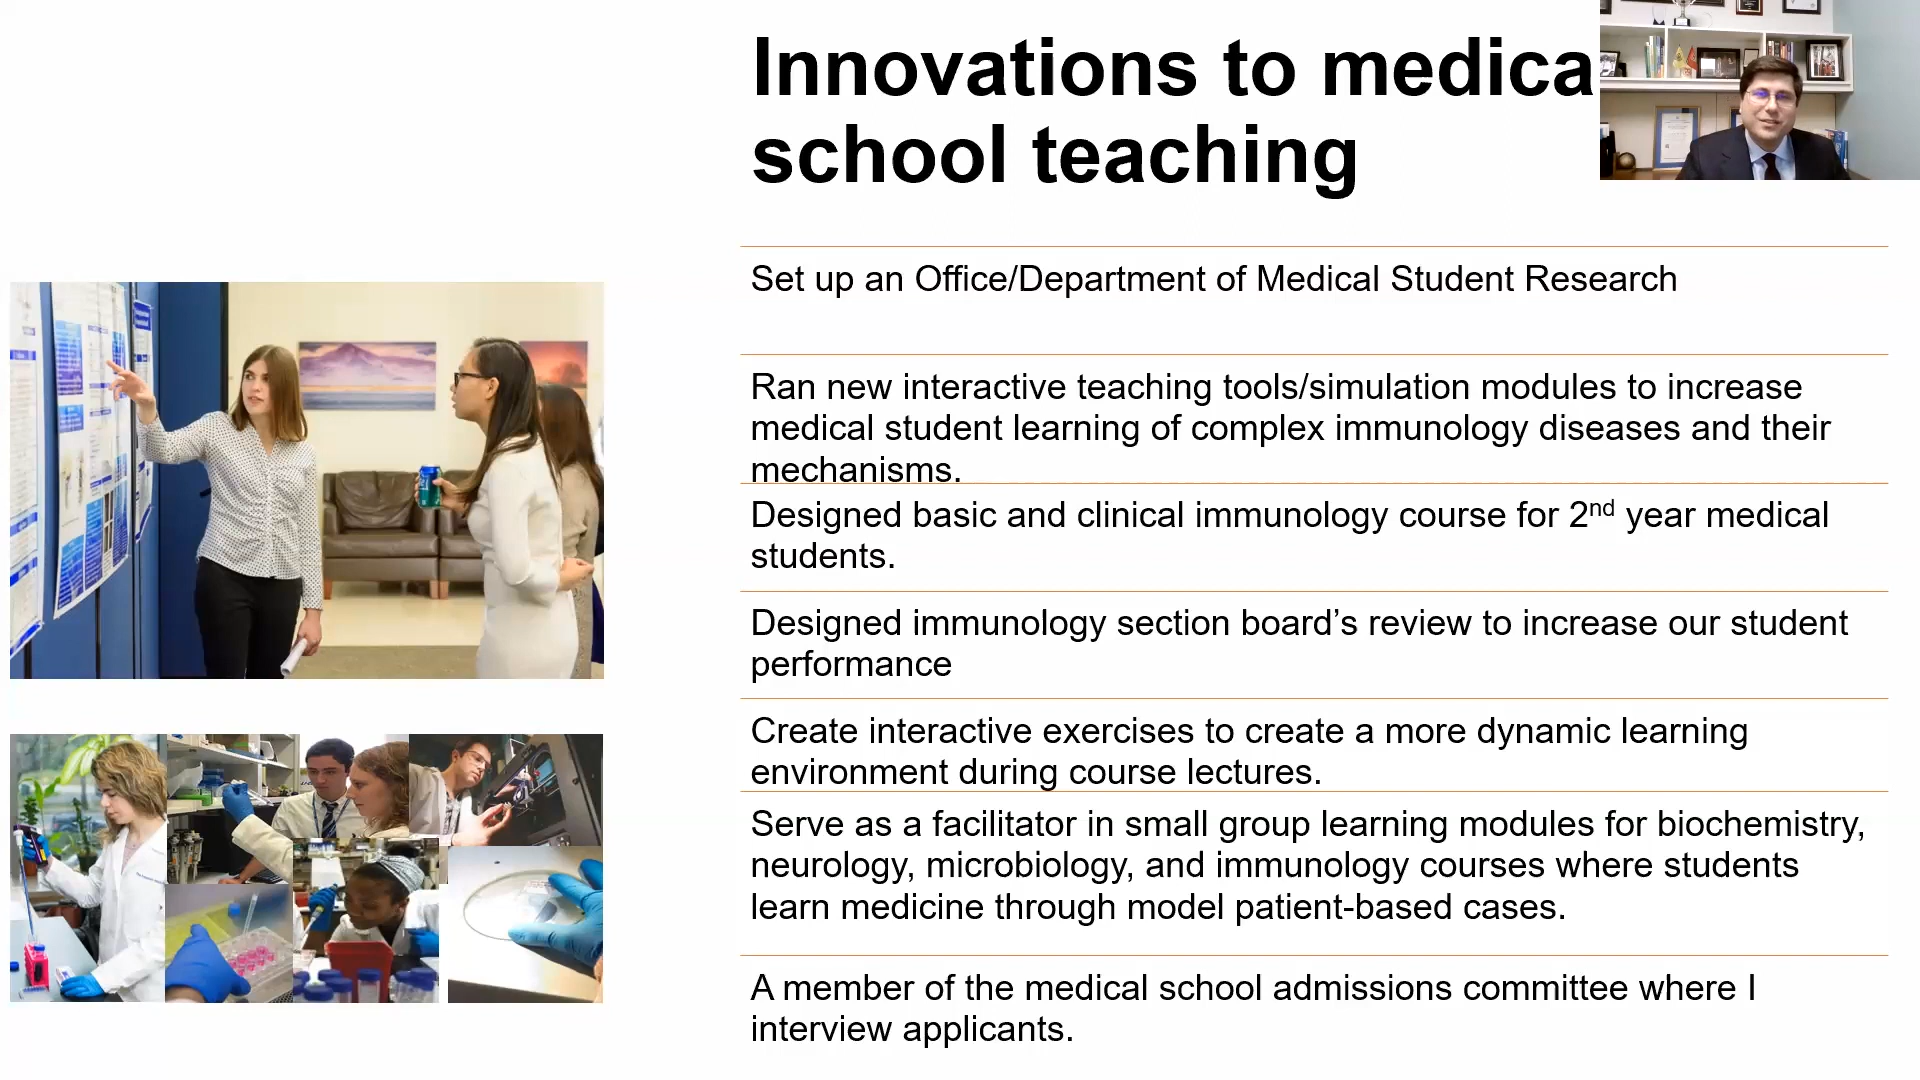 Innovations to medica
school teaching
Set up an Office/Department of Medical Student Research
Ran new interactive teaching tools/simulation modules to increase
medical student learning of complex immunology diseases and their
mechanisms.
Designed basic and clinical immunology course for 2nd year medical
students.
Designed immunology section board’s review to increase our student
performance
Create interactive exercises to create a more dynamic learning
environment during course lectures.
Serve as a facilitator in small group learning modules for biochemistry,
neurology, microbiology, and immunology courses where students
learn medicine through model patient-based cases.
A member of the medical school admissions committee where I
interview applicants.